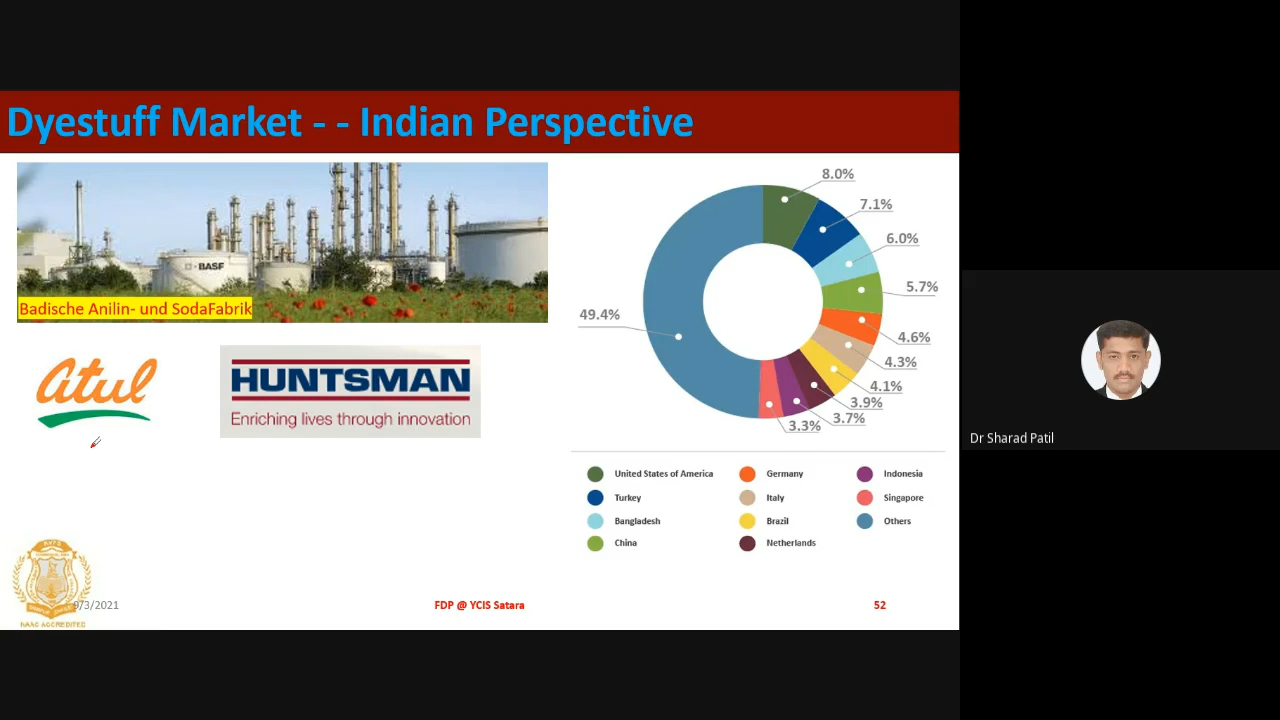 Dyestuff Market - - Indian Perspective
BASF
Badische Anilin- und SodaFabrik
atul
HUNTSMAN
Enriching lives through innovation
8.0%
7.1%
6.0%
5.7%
4.6%
4.3%
4.1%
3.9%
3.7%
3.3%
49.4%
United States of America
Turkey
Bangladesh
China
Germany
Italy
Brazil
Netherlands
Indonesia
Singapore
Others
NAAC ACCREDITED
9/3/2021
FDP @ YCIS Satara
52
Dr Sharad Patil